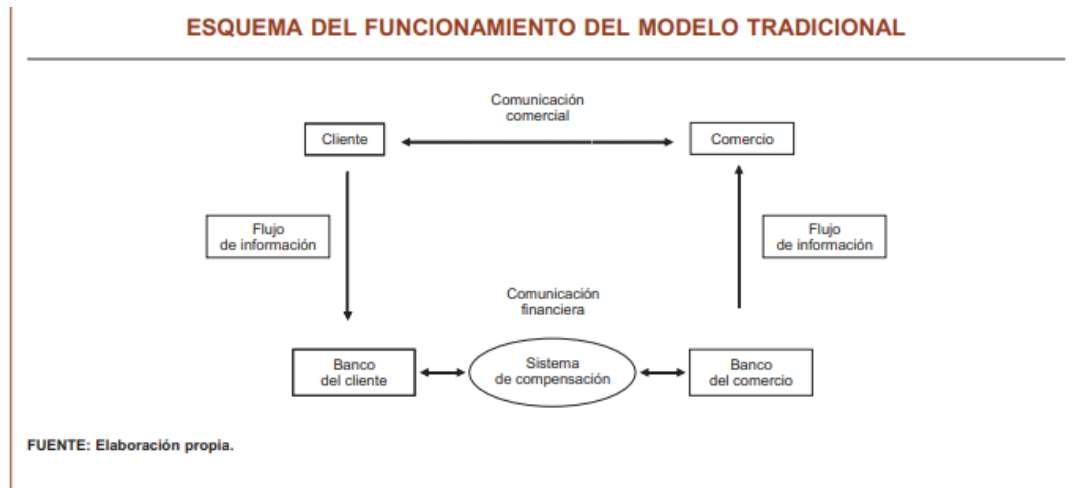 ESQUEMA DEL FUNCIONAMIENTO DEL MODELO TRADICIONAL
Comunicación
comercial
Cliente
Comercio
Flujo
de información
Flujo
de información
Comunicación
financiera
Banco
del cliente
Sistema
de compensación
Banco
del comercio
FUENTE: Elaboración propia.